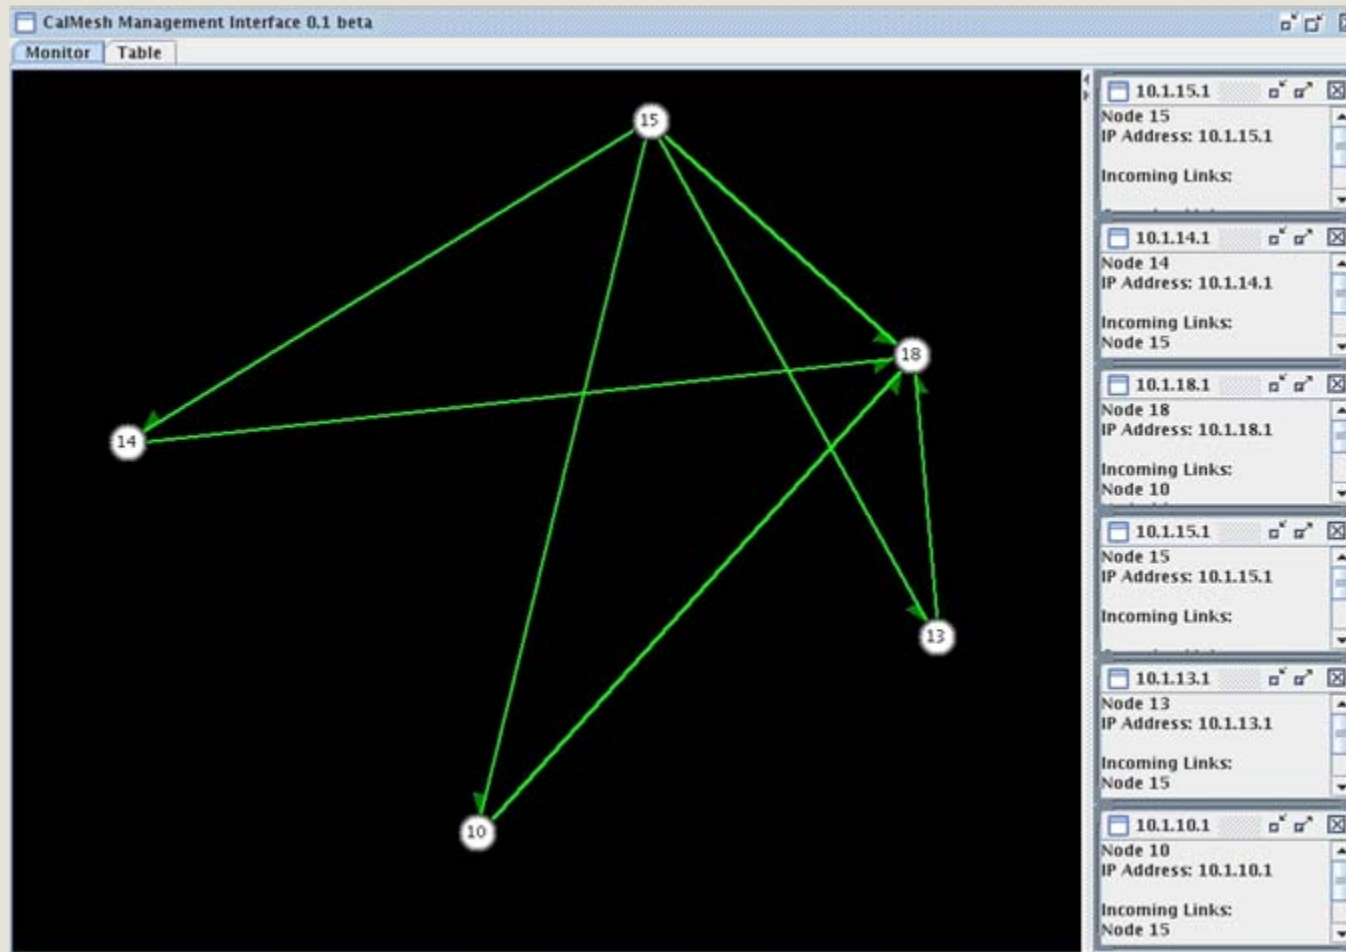 CalMesh Management Interface 0.1 beta
Monitor Table
15
18
14
13
10
10.1.15.1
Node 15
IP Address: 10.1.15.1
Incoming Links:
10.1.14.1
Node 14
IP Address: 10.1.14.1
Incoming Links:
Node 15
10.1.18.1
Node 18
IP Address: 10.1.18.1
Incoming Links:
Node 10
10.1.15.1
Node 15
IP Address: 10.1.15.1
Incoming Links:
10.1.13.1
Node 13
IP Address: 10.1.13.1
Incoming Links:
Node 15
10.1.10.1
Node 10
IP Address: 10.1.10.1
Incoming Links:
Node 15